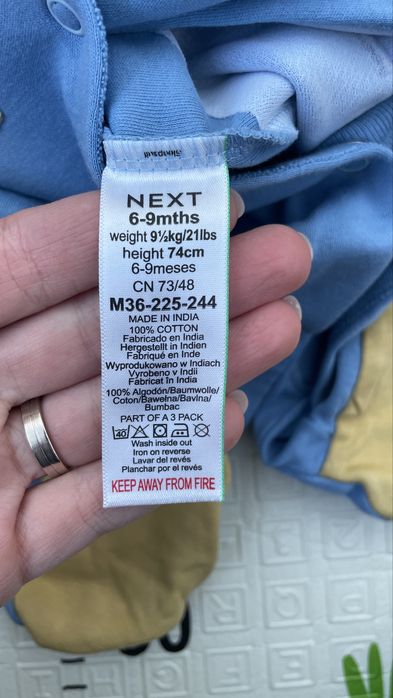 NEXT
6-9mths
weight 9½kg/21lbs
height 74cm
6-9meses
CN 73/48
M36-225-244
MADE IN INDIA
100% COTTON
Fabricado en India
Hergestellt in Indien
Fabriqué en Inde
Wyprodukowano w Indiach
Vyrobeno v Indii
Fabricat în India
100% Algodón/Baumwolle/
Coton/Bawełna/Bavlna/
Bumbac
PART OF A 3 PACK
40
Wash inside out
Iron on reverse
Lavar del revés
Planchar por el revés
KEEP AWAY FROM FIRE